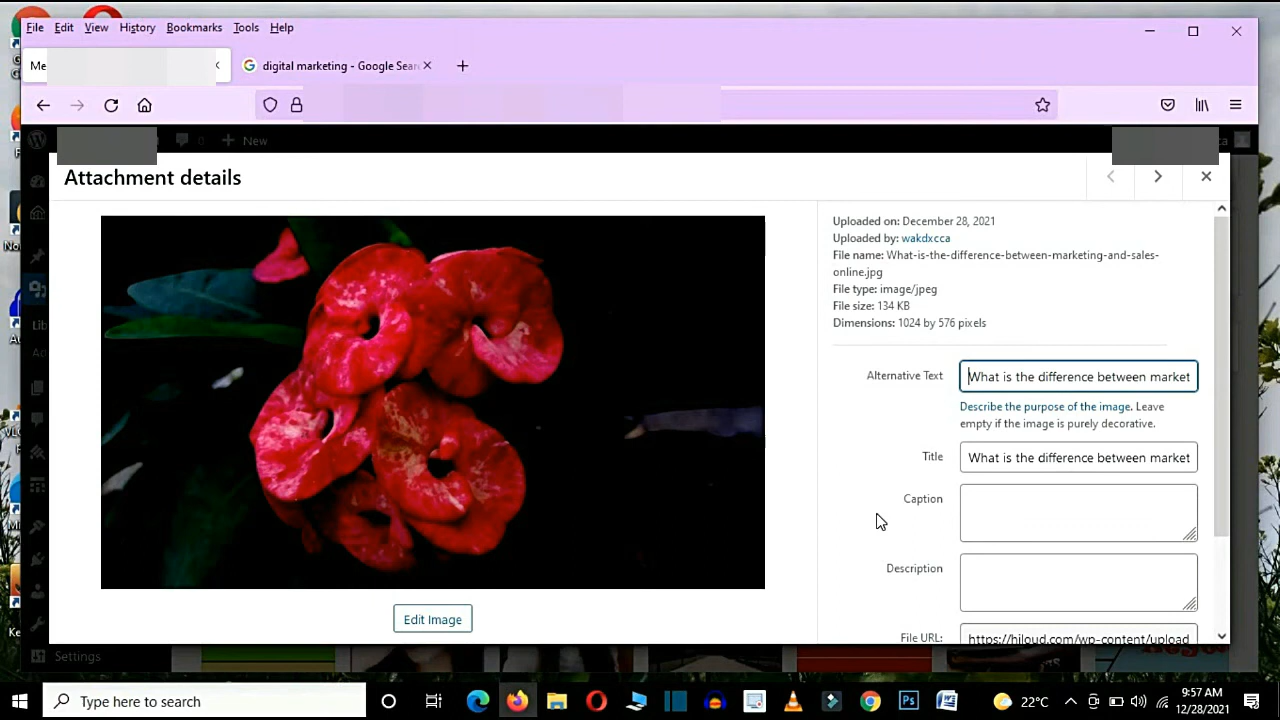 File Edit View History Bookmarks Tools Help
Me
digital marketing - Google Sear
0 New
ca
Attachment details
Uploaded on: December 28, 2021
Uploaded by: wakdxcca
File name: What-is-the-difference-between-marketing-and-sales-
online.jpg
File type: image/jpeg
File size: 134 KB
Dimensions: 1024 by 576 pixels
Alternative Text What is the difference between market
Describe the purpose of the image. Leave
empty if the image is purely decorative.
Title What is the difference between market
Caption
Description
File URL: https://hiloud.com/wp-content/upload
Edit Image
Lib
Settings
Type here to search
22°C
9:57 AM
12/28/2021